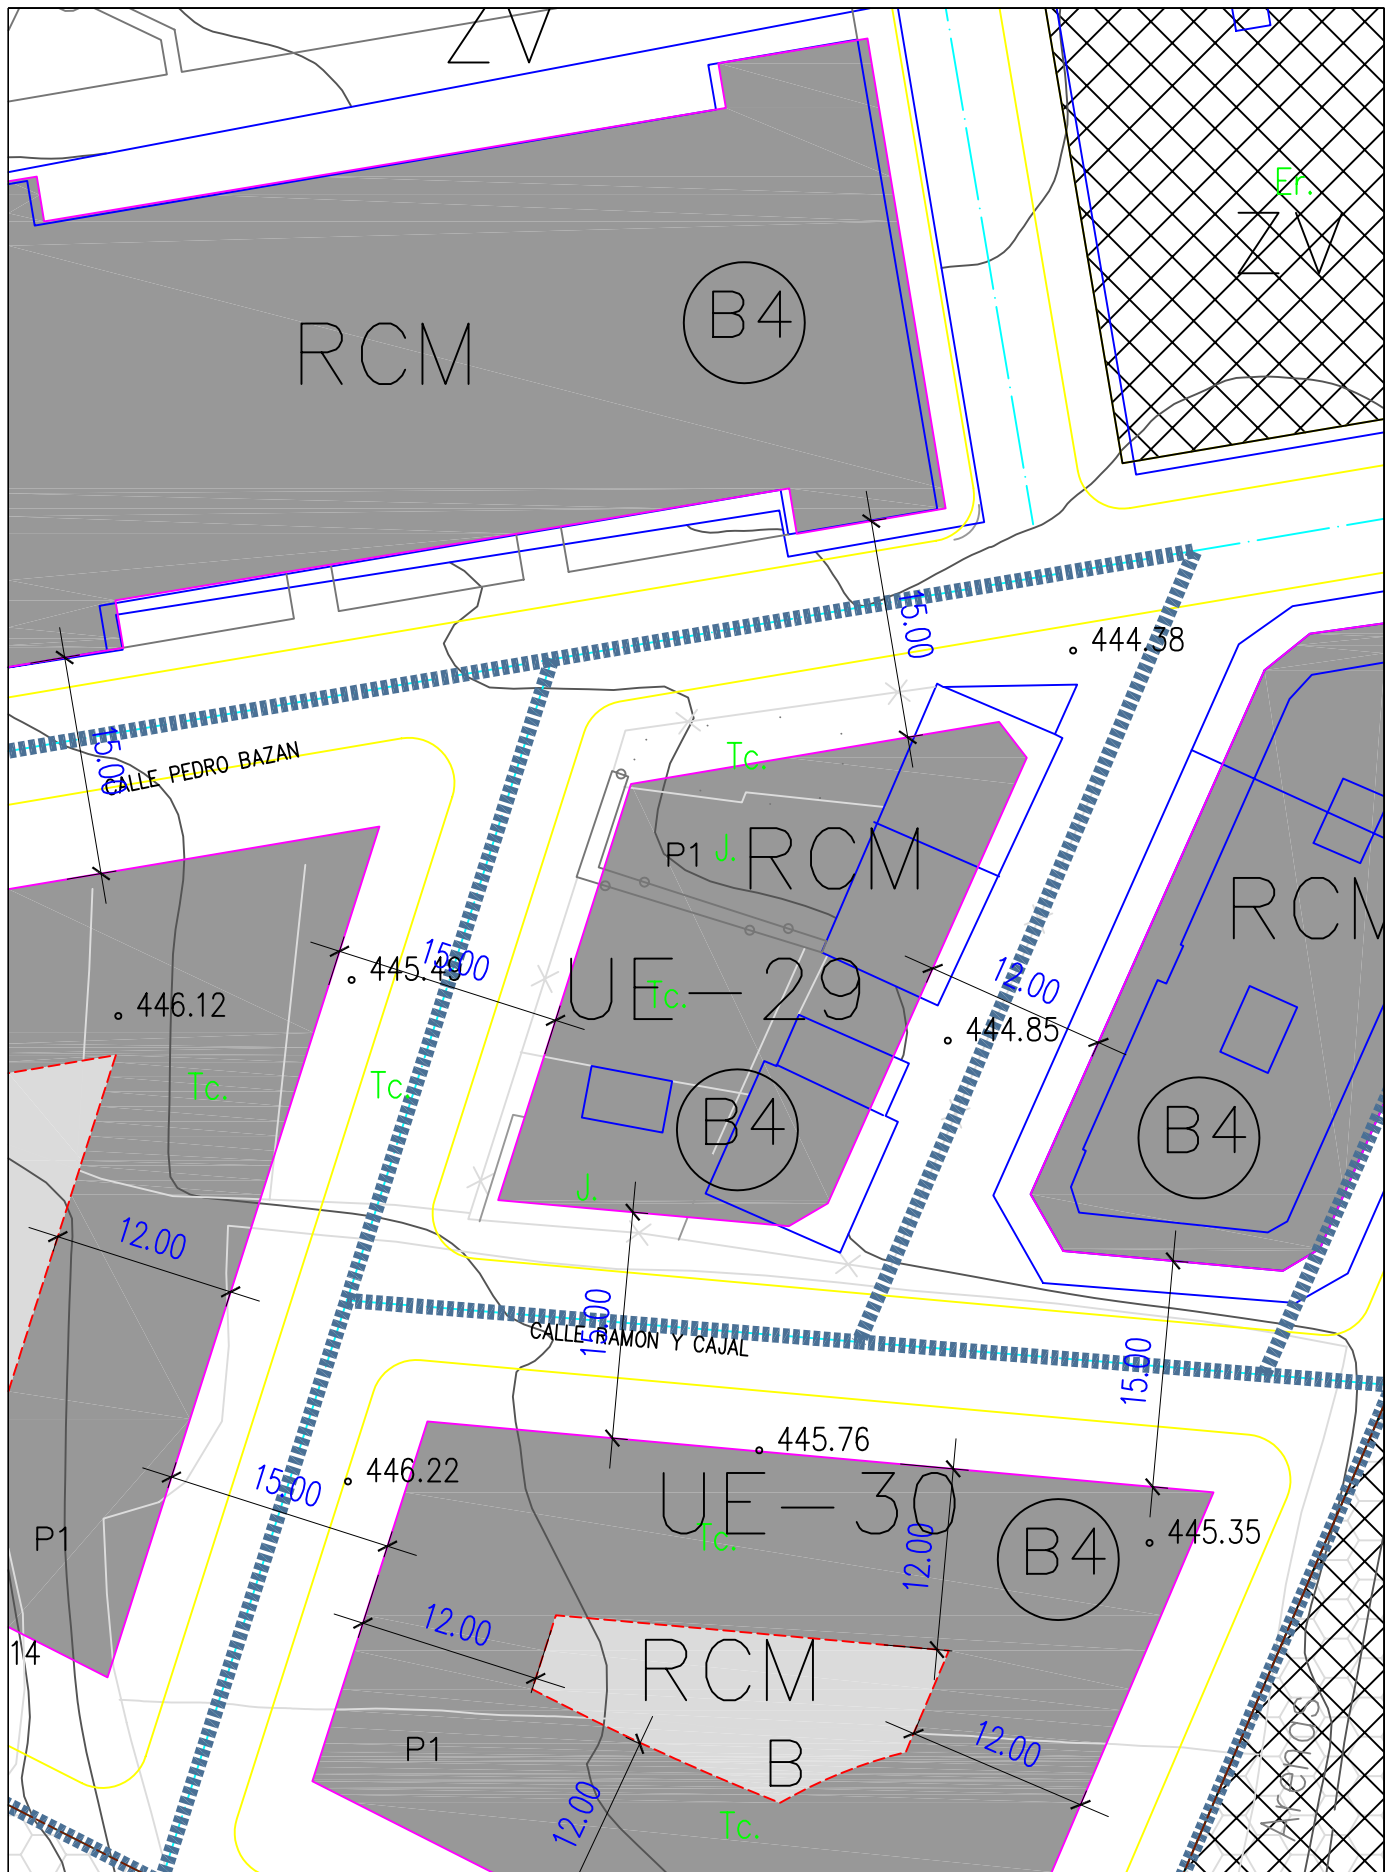 ZV
Er.
ZV
B4
RCM
15.00
444.38
15.00
CALLE PEDRO BAZAN
Tc.
P1
J.
RCM
RCM
15.00
445.49
446.12
UE-29
Tc.
12.00
444.85
Tc.
Tc.
B4
B4
J.
12.00
15.00
CALLE RAMON Y CAJAL
15.00
445.76
446.22
15.00
UE-30
Tc.
B4
445.35
P1
12.00
12.00
14
RCM
B
P1
12.00
12.00
Tc.
Arenos